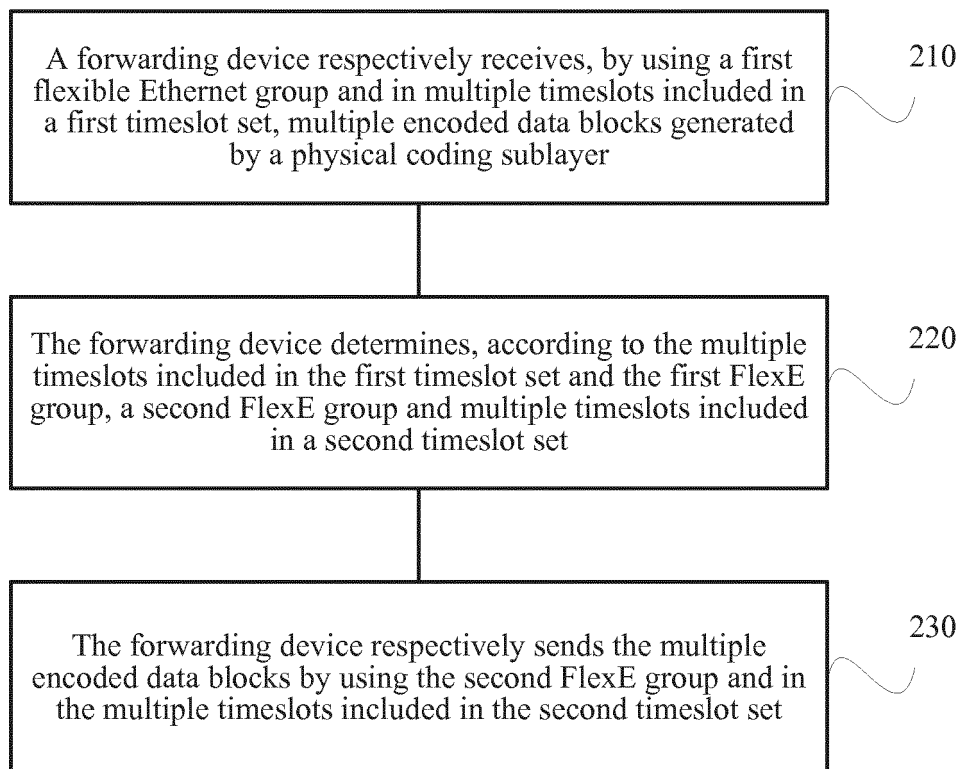 A forwarding device respectively receives, by using a first
flexible Ethernet group and in multiple timeslots included in
a first timeslot set, multiple encoded data blocks generated
by a physical coding sublayer
210
The forwarding device determines, according to the multiple
timeslots included in the first timeslot set and the first FlexE
group, a second FlexE group and multiple timeslots included
in a second timeslot set
220
The forwarding device respectively sends the multiple
encoded data blocks by using the second FlexE group and in
the multiple timeslots included in the second timeslot set
230